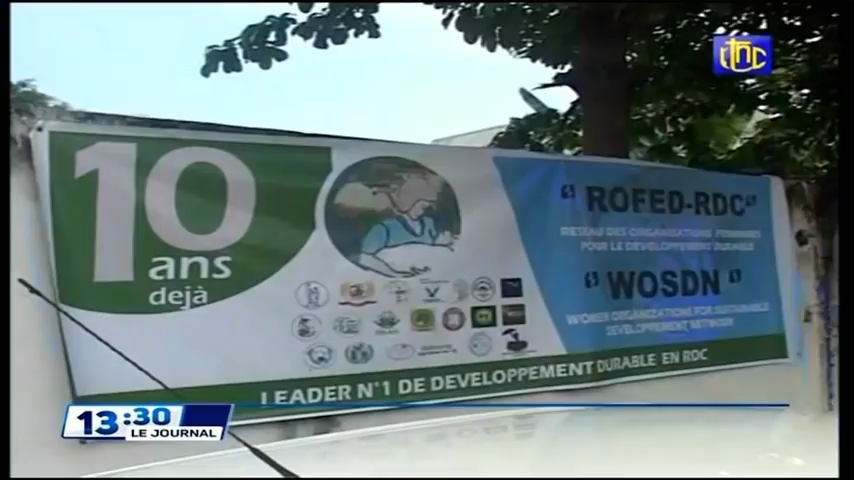 rtnc
10
ans
déjà
" ROFED-RDC "
RESEAU DES ORGANISATIONS FEMININES
POUR LE DEVELOPPEMENT DURABLE
" WOSDN "
WOMEN ORGANIZATIONS FOR SUSTAINABLE
DEVELOPMENT NETWORK
LEADER N°1 DE DEVELOPPEMENT DURABLE EN RDC
13:30
LE JOURNAL